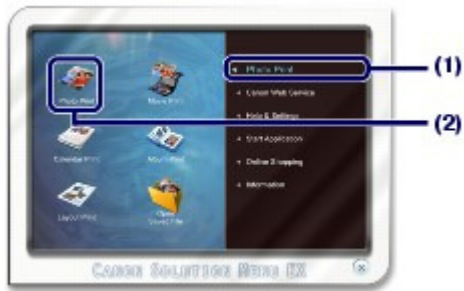 Photo Print
Movie Print
Calendar Print
Album Print
Layout Print
Open
Saved File
Photo Print
Canon Web Service
Help & Settings
Start Application
Online Shopping
Information
(1)
(2)
CANON SOLUTION MENU EX